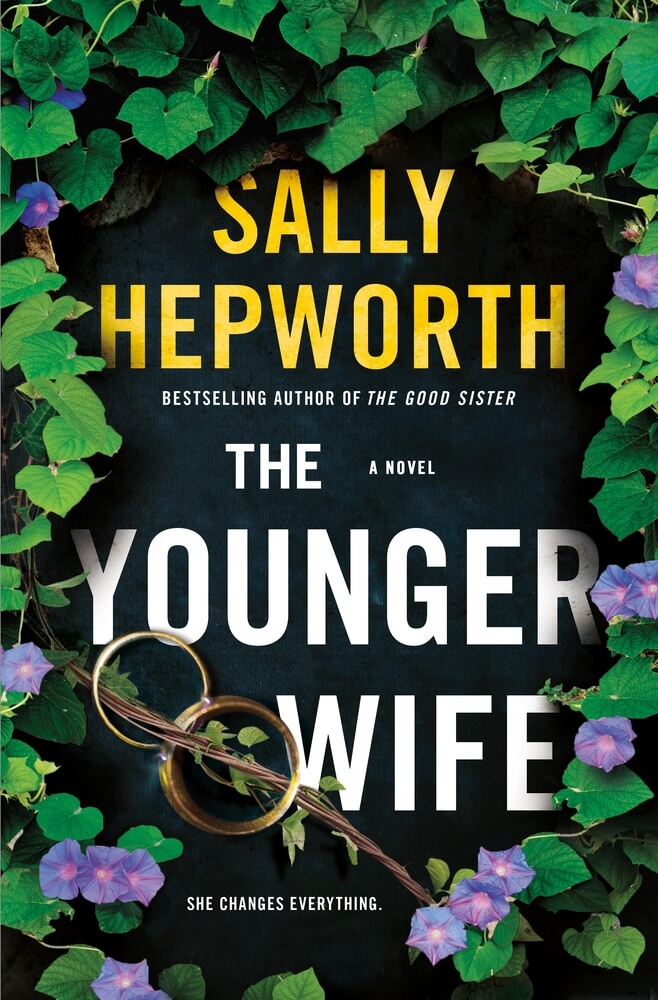 SALLY
HEPWORTH
BESTSELLING AUTHOR OF THE GOOD SISTER
THE A NOVEL
YOUNGER
WIFE
SHE CHANGES EVERYTHING.